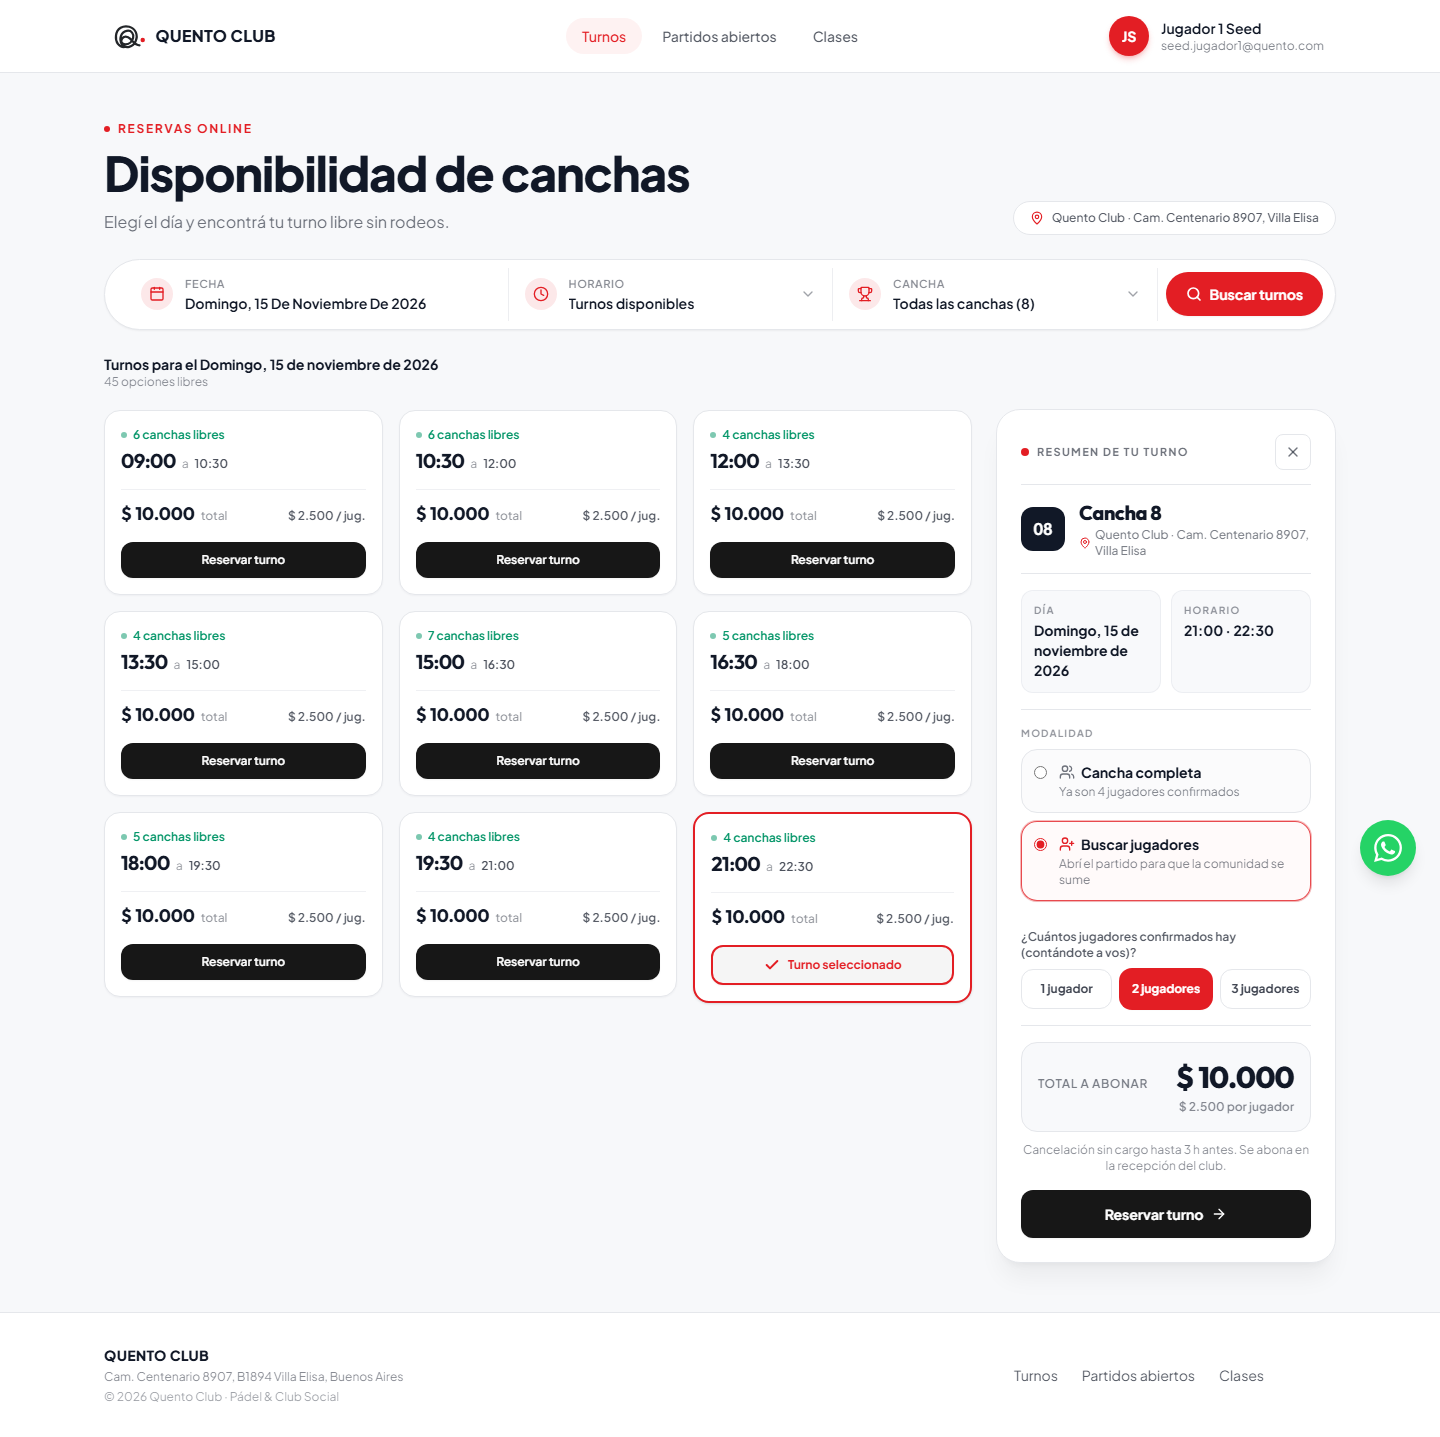 QUENTO CLUB
Turnos
Partidos abiertos
Clases
JS
Jugador 1 Seed
seed.jugador1@quento.com
RESERVAS ONLINE
Disponibilidad de canchas
Elegí el día y encontrá tu turno libre sin rodeos.
Quento Club · Cam. Centenario 8907, Villa Elisa
FECHA
Domingo, 15 De Noviembre De 2026
HORARIO
Turnos disponibles
CANCHA
Todas las canchas (8)
Buscar turnos
Turnos para el Domingo, 15 de noviembre de 2026
45 opciones libres
6 canchas libres
09:00 a 10:30
$ 10.000 total $ 2.500 / jug.
Reservar turno
6 canchas libres
10:30 a 12:00
$ 10.000 total $ 2.500 / jug.
Reservar turno
4 canchas libres
12:00 a 13:30
$ 10.000 total $ 2.500 / jug.
Reservar turno
4 canchas libres
13:30 a 15:00
$ 10.000 total $ 2.500 / jug.
Reservar turno
7 canchas libres
15:00 a 16:30
$ 10.000 total $ 2.500 / jug.
Reservar turno
5 canchas libres
16:30 a 18:00
$ 10.000 total $ 2.500 / jug.
Reservar turno
5 canchas libres
18:00 a 19:30
$ 10.000 total $ 2.500 / jug.
Reservar turno
4 canchas libres
19:30 a 21:00
$ 10.000 total $ 2.500 / jug.
Reservar turno
4 canchas libres
21:00 a 22:30
$ 10.000 total $ 2.500 / jug.
Turno seleccionado
RESUMEN DE TU TURNO
08
Cancha 8
Quento Club · Cam. Centenario 8907,
Villa Elisa
DÍA
Domingo, 15 de
noviembre de
2026
HORARIO
21:00 · 22:30
MODALIDAD
Cancha completa
Ya son 4 jugadores confirmados
Buscar jugadores
Abrí el partido para que la comunidad se
sume
¿Cuántos jugadores confirmados hay
(contándote a vos)?
1 jugador
2 jugadores
3 jugadores
TOTAL A ABONAR
$ 10.000
$ 2.500 por jugador
Cancelación sin cargo hasta 3 h antes. Se abona en
la recepción del club.
Reservar turno
QUENTO CLUB
Cam. Centenario 8907, B1894 Villa Elisa, Buenos Aires
© 2026 Quento Club · Pádel & Club Social
Turnos
Partidos abiertos
Clases